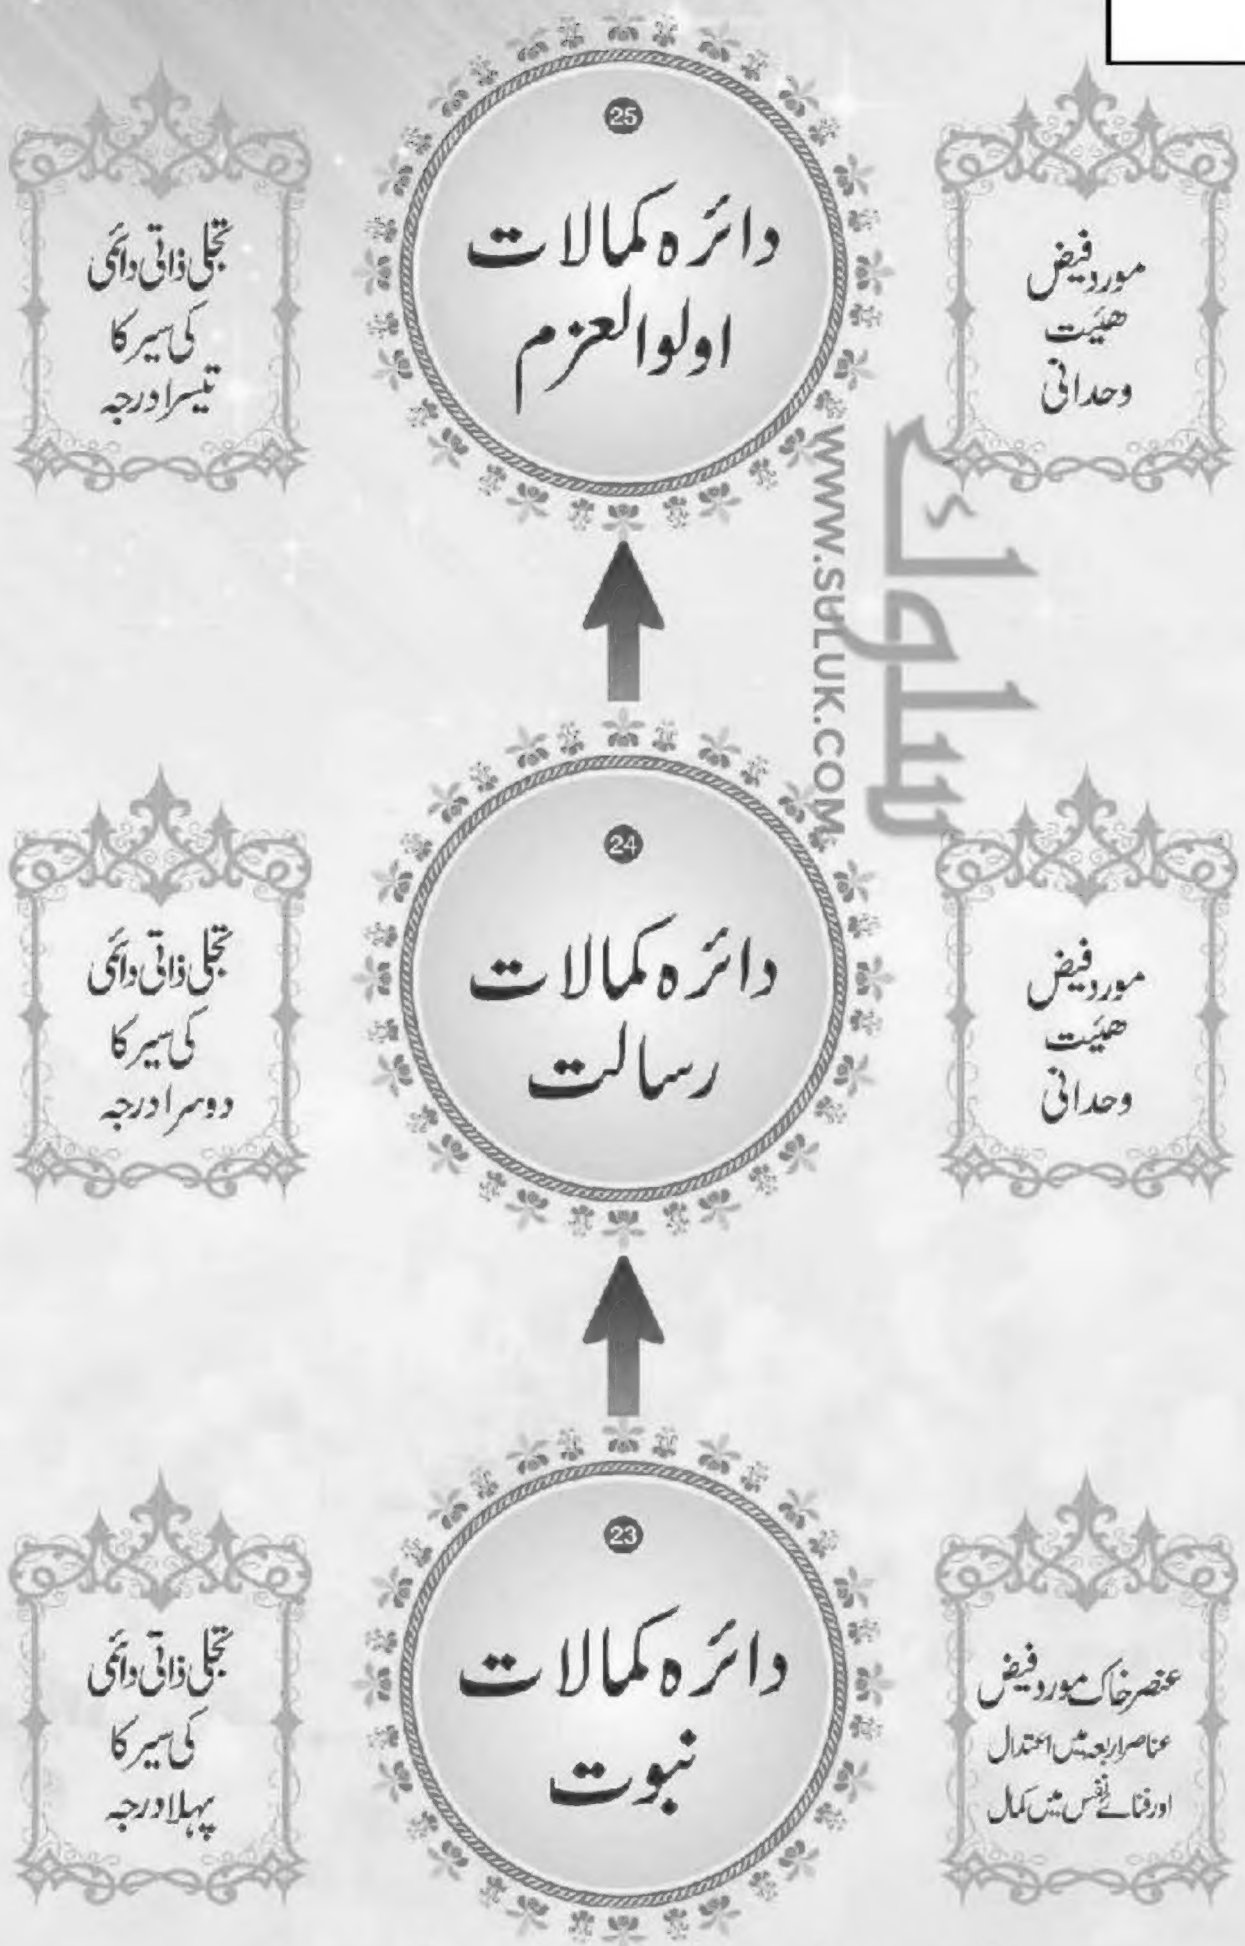 25
دائرہ کمالات
اولوالعزم
مورد فیض
ھیئت
وحدانی
تجلی ذاتی دائمی
کی سیر کا
تیسرا درجہ
سلوک
WWW.SULUK.COM
24
دائرہ کمالات
رسالت
مورد فیض
ھیئت
وحدانی
تجلی ذاتی دائمی
کی سیر کا
دوسرا درجہ
23
دائرہ کمالات
نبوت
عنصر خاک مورد فیض
عناصر اربعہ میں اعتدال
اور فنائے نفس میں کمال
تجلی ذاتی دائمی
کی سیر کا
پہلا درجہ